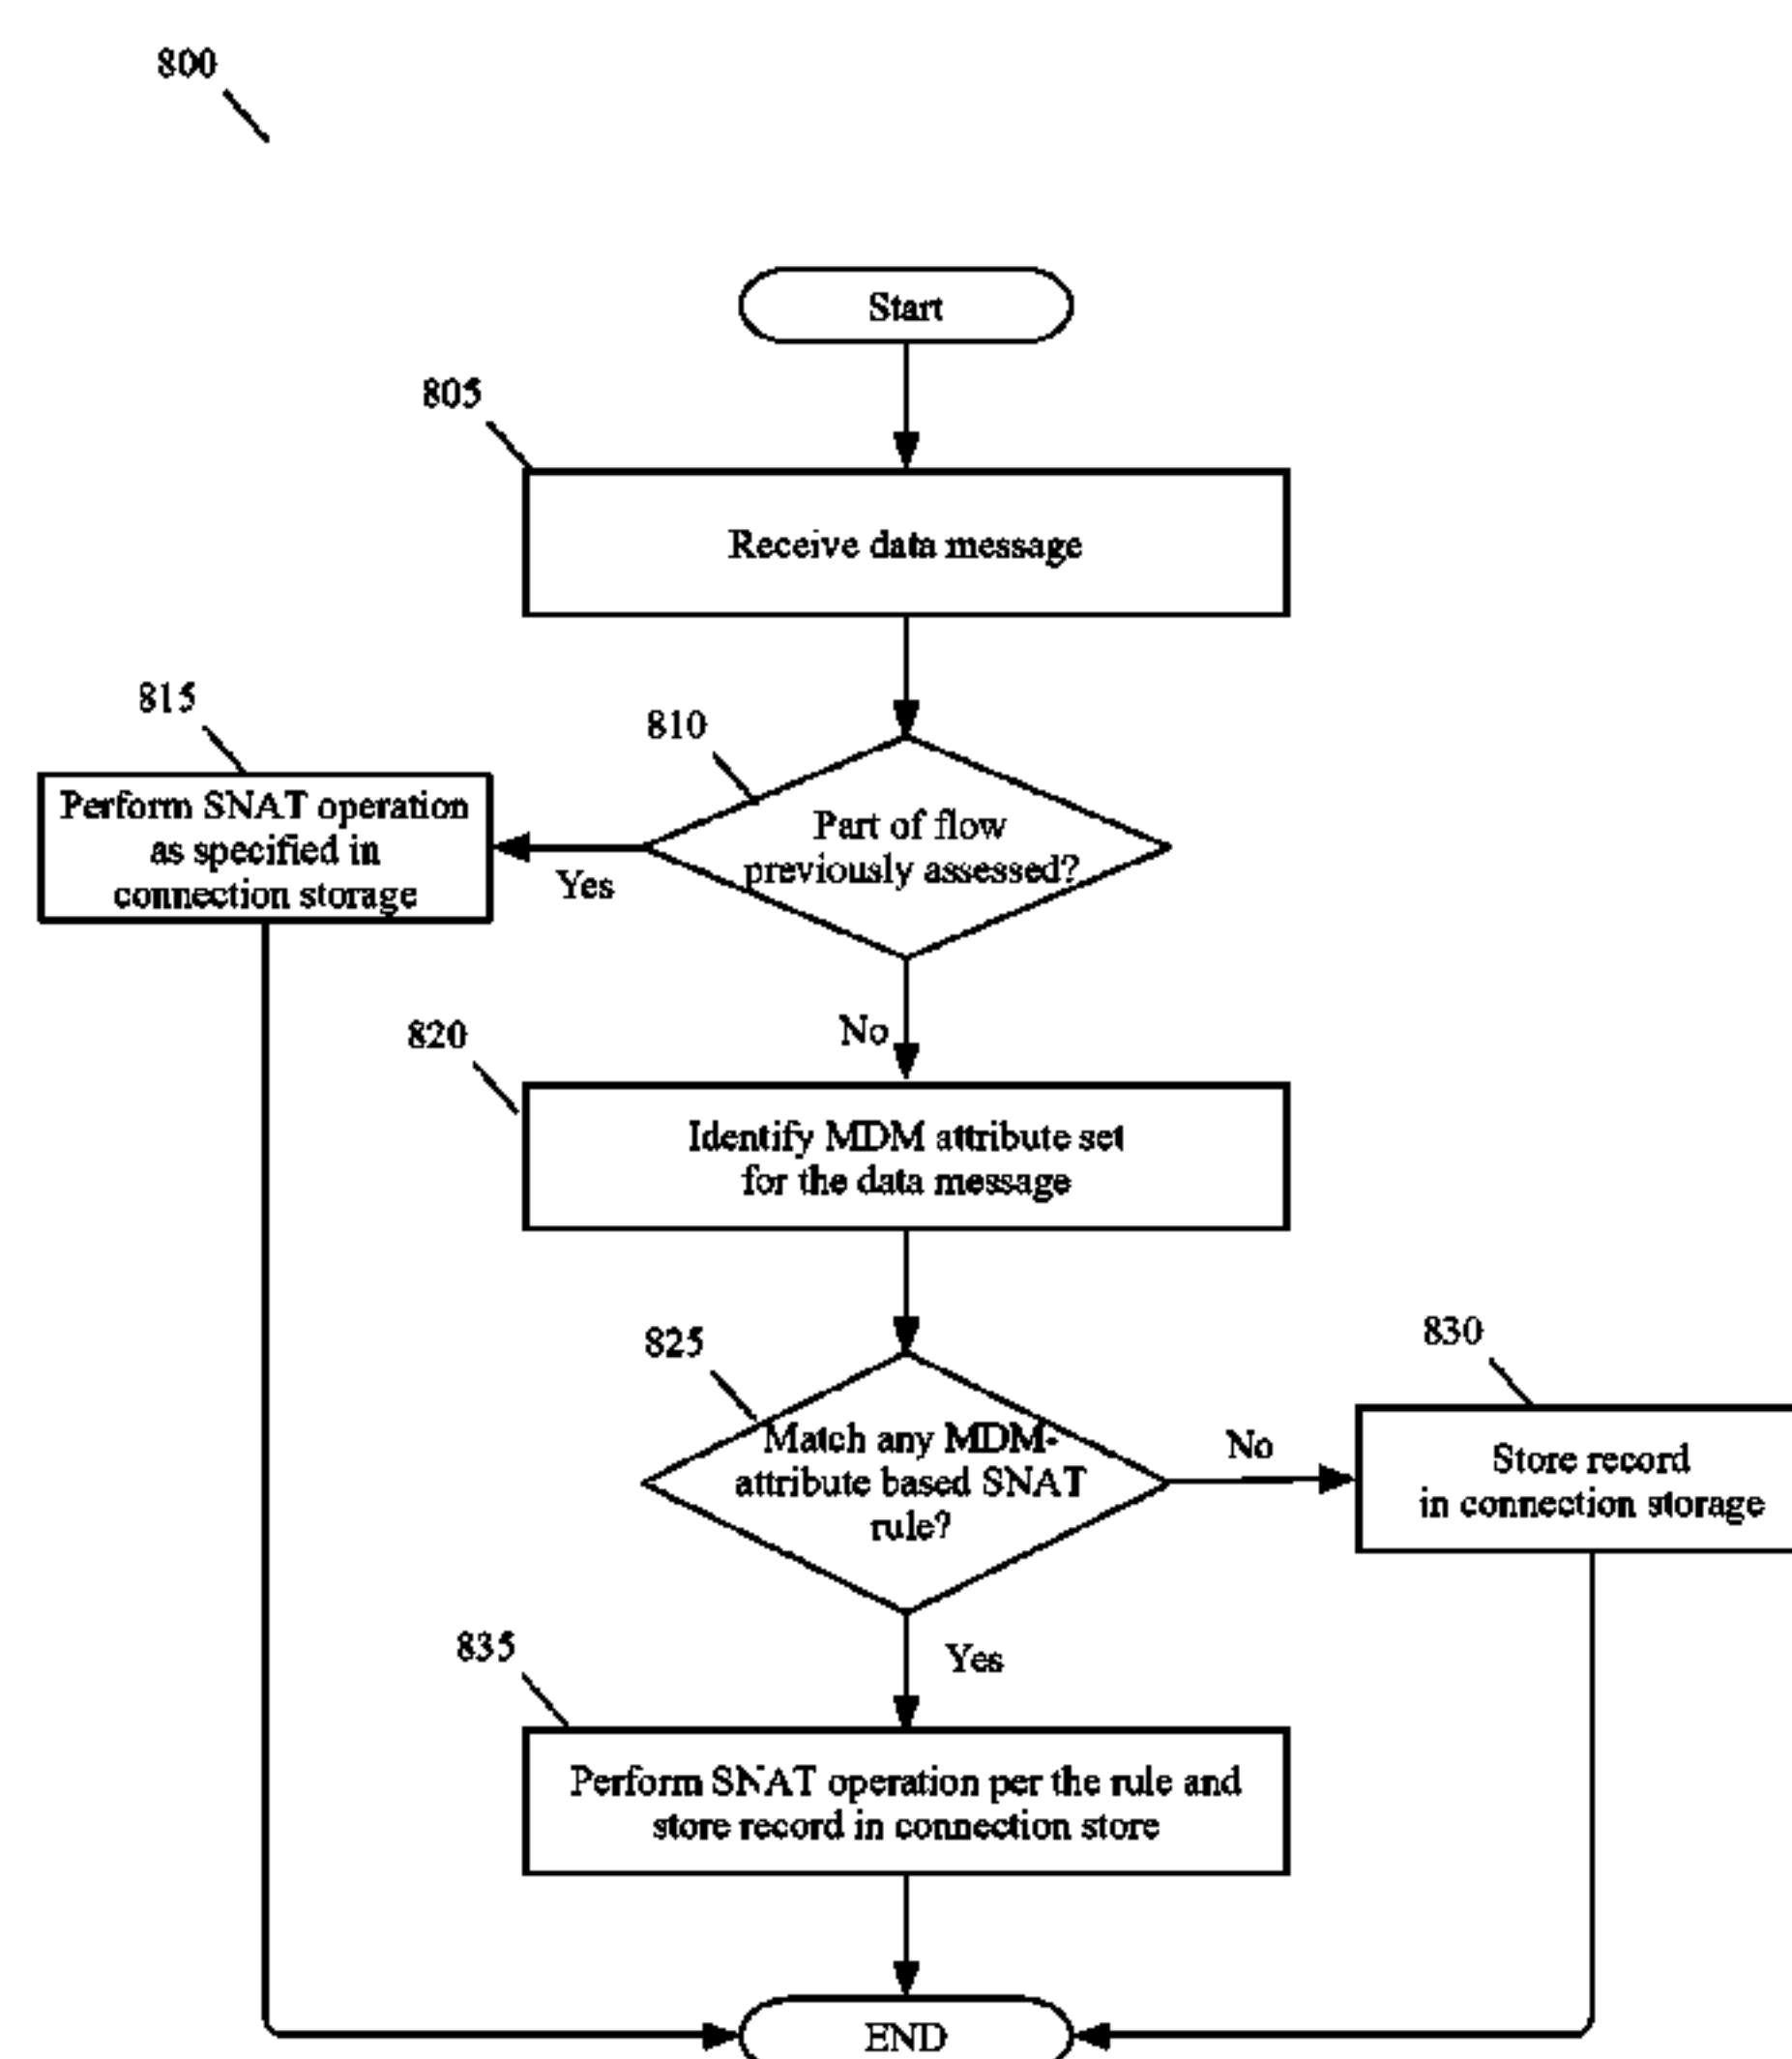 800
Start
805
Receive data message
815
810
Perform SNAT operation
as specified in
connection storage
Part of flow
previously assessed?
Yes
No
820
Identify MDM attribute set
for the data message
825
830
Match any MDM-
attribute based SNAT
rule?
No
Store record
in connection storage
835
Yes
Perform SNAT operation per the rule and
store record in connection store
END